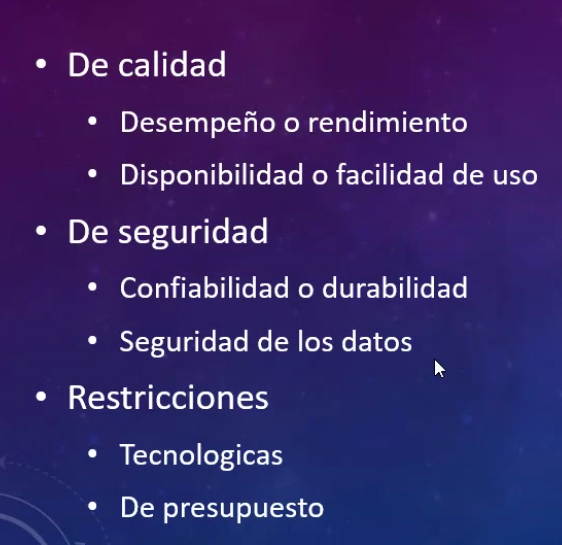 • De calidad
• Desempeño o rendimiento
• Disponibilidad o facilidad de uso
• De seguridad
• Confiabilidad o durabilidad
• Seguridad de los datos
• Restricciones
• Tecnologicas
• De presupuesto